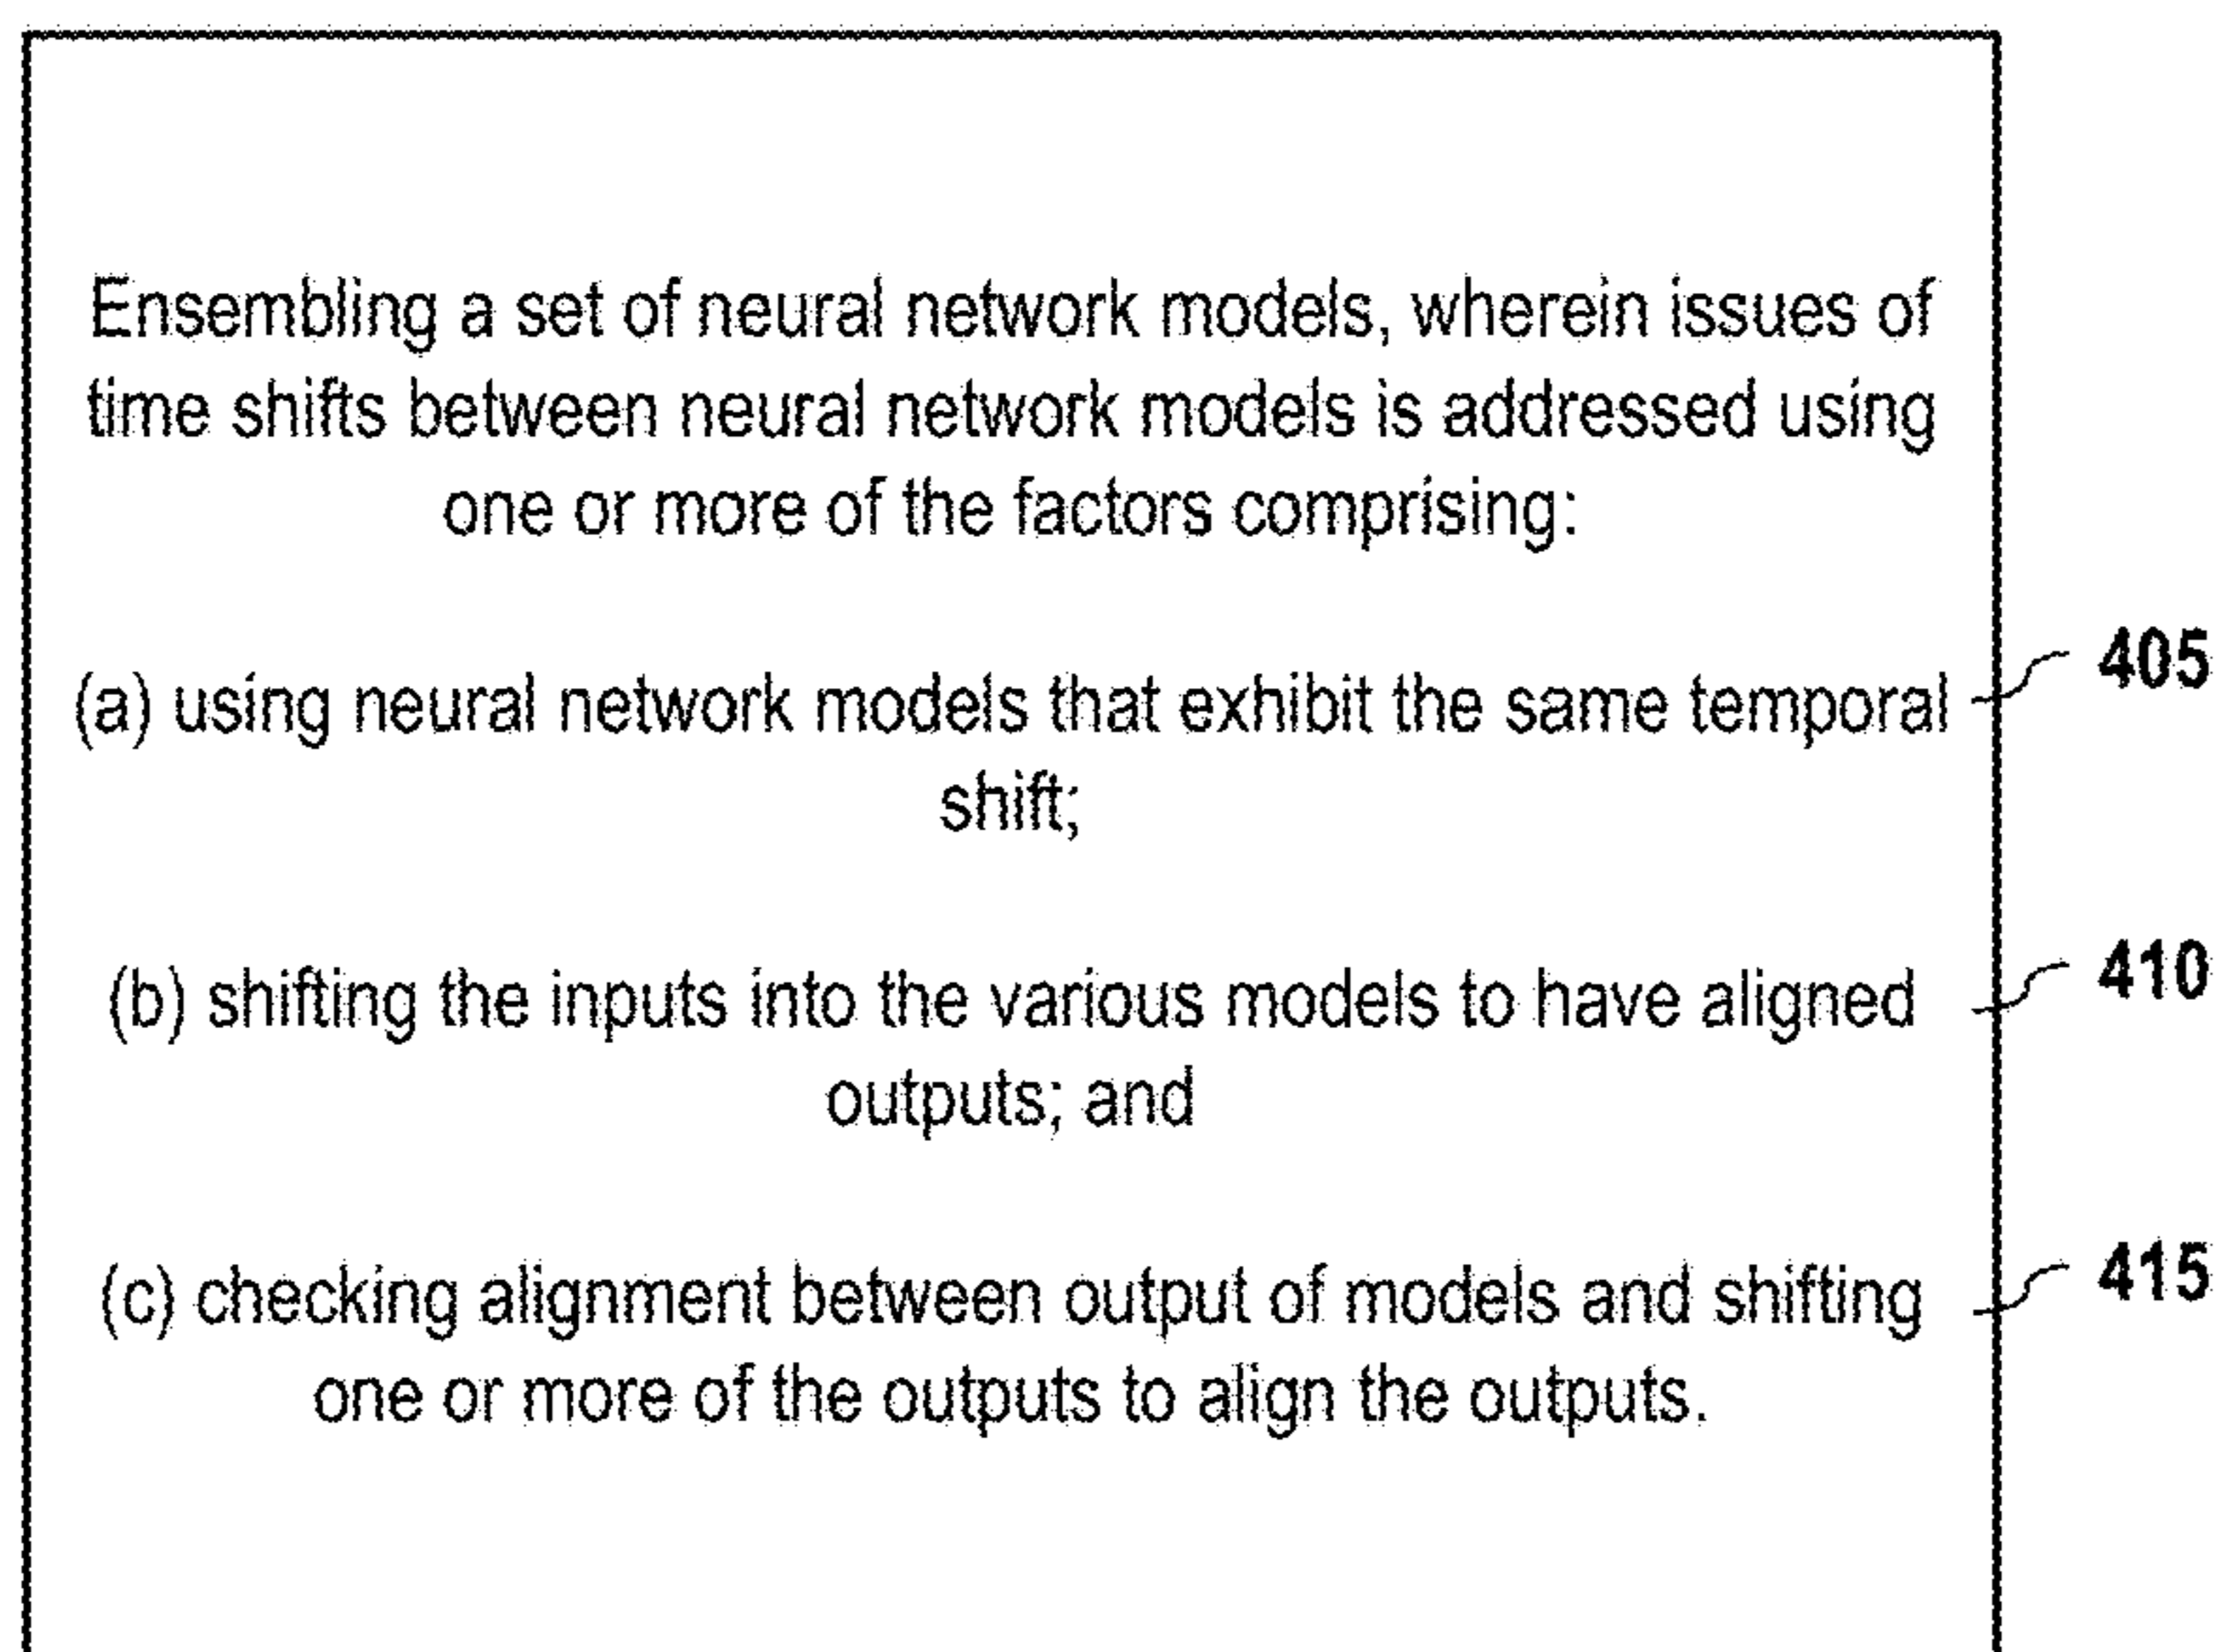 Ensembling a set of neural network models, wherein issues of
time shifts between neural network models is addressed using
one or more of the factors comprising:
405
(a) using neural network models that exhibit the same temporal
shift;
410
(b) shifting the inputs into the various models to have aligned
outputs; and
415
(c) checking alignment between output of models and shifting
one or more of the outputs to align the outputs.